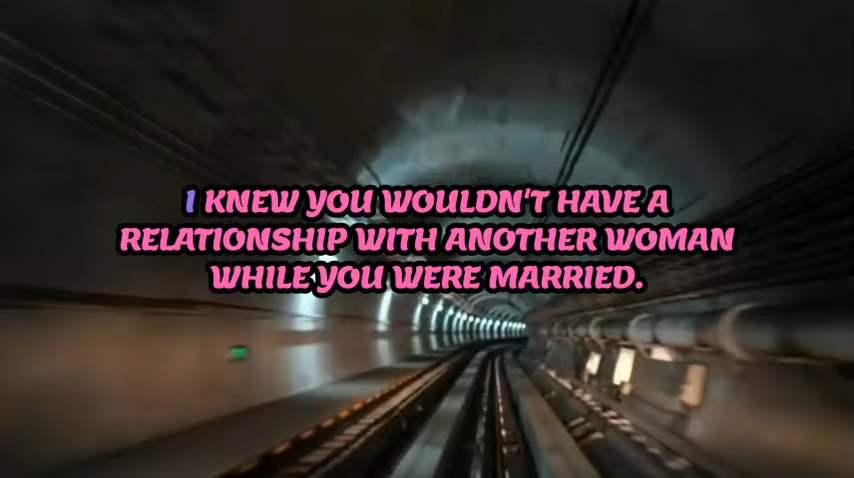 I KNEW YOU WOULDN'T HAVE A
RELATIONSHIP WITH ANOTHER WOMAN
WHILE YOU WERE MARRIED.